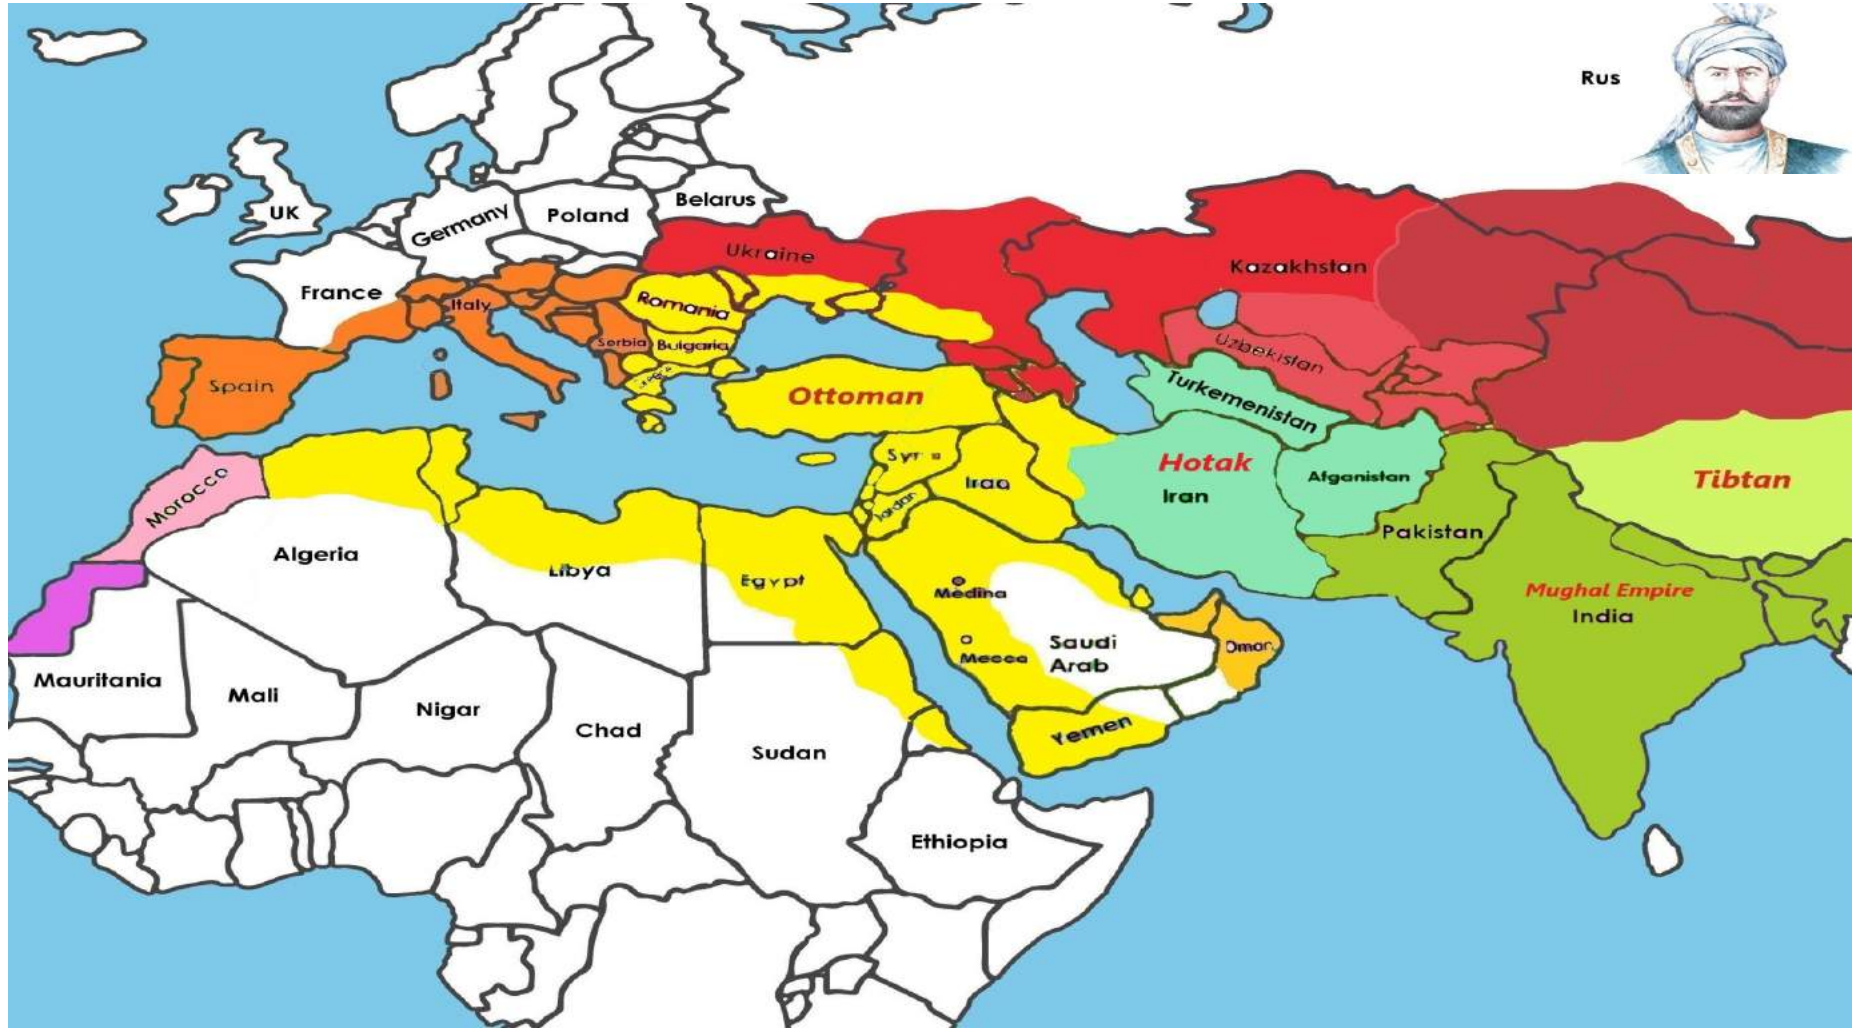 Rus
Belarus
UK
Germany
Poland
Ukraine
Kazakhstan
France
Italy
Romania
Serbia
Bulgaria
Uzbekistan
Spain
Ottoman
Turkemenistan
Morocco
Hotak
Iran
Iraq
Afganistan
Tibtan
Jordan
Pakistan
Algeria
Libya
Egypt
Medina
Mughal Empire
India
Saudi
Arab
Mecca
Mauritania
Mali
Nigar
Chad
Sudan
Yemen
Ethiopia